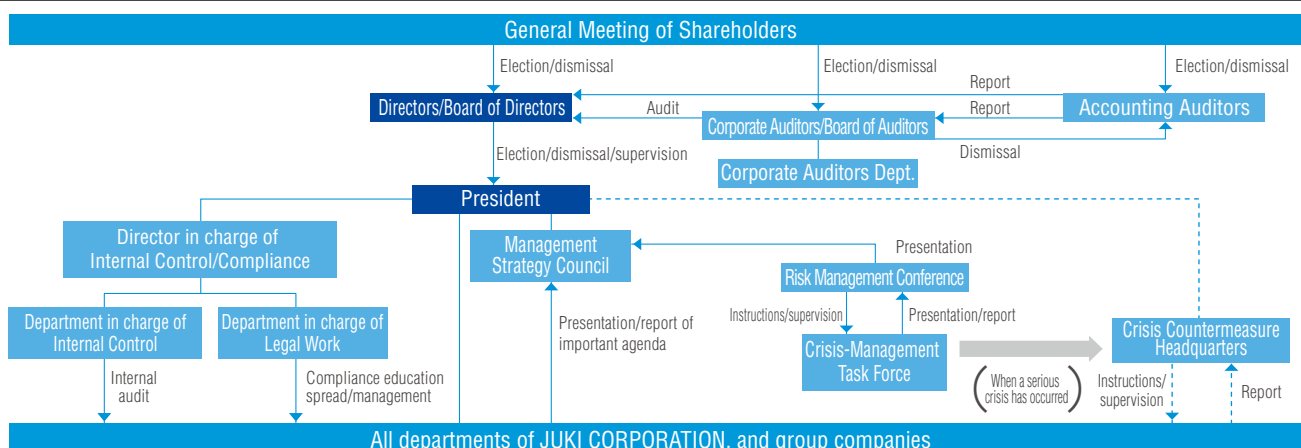 General Meeting of Shareholders
Election/dismissal
Election/dismissal
Election/dismissal
Report
Directors/Board of Directors
Audit
Corporate Auditors/Board of Auditors
Report
Accounting Auditors
Dismissal
Election/dismissal/supervision
Corporate Auditors Dept.
President
Director in charge of
Internal Control/Compliance
Management
Strategy Council
Presentation
Risk Management Conference
Department in charge of
Internal Control
Department in charge of
Legal Work
Presentation/report of
important agenda
Instructions/supervision
Presentation/report
Crisis-Management
Task Force
Crisis Countermeasure
Headquarters
(When a serious
crisis has occurred)
Internal
audit
Compliance education
spread/management
Instructions/
supervision
Report
All departments of JUKI CORPORATION, and group companies